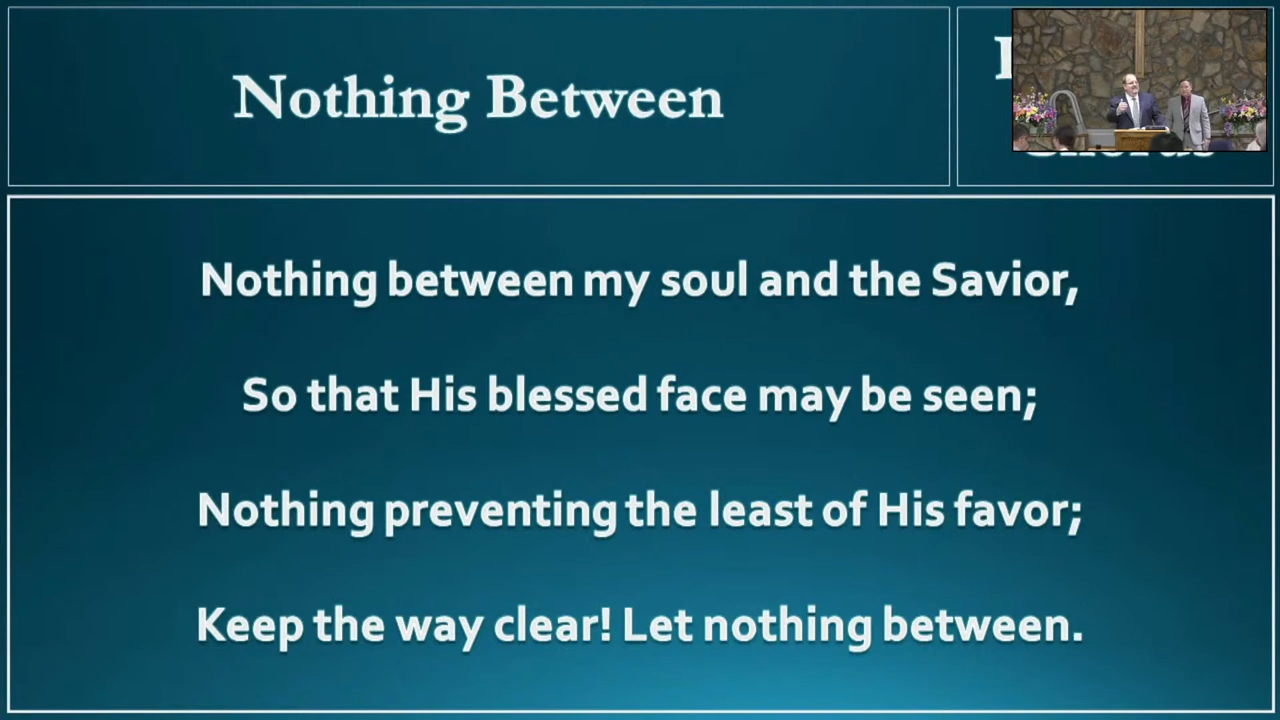 Nothing Between
Nothing between my soul and the Savior,
So that His blessed face may be seen;
Nothing preventing the least of His favor;
Keep the way clear! Let nothing between.